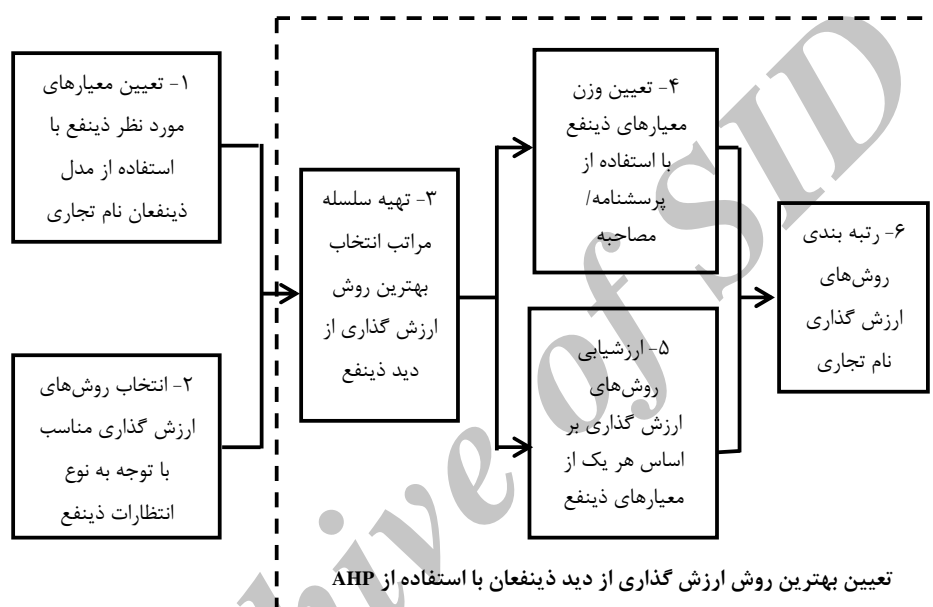 ۱- تعیین معیارهای
مورد نظر ذینفع با
استفاده از مدل
ذینفعان نام تجاری
۲- انتخاب روش‌های
ارزش گذاری مناسب
با توجه به نوع
انتظارات ذینفع
۳- تهیه سلسله
مراتب انتخاب
بهترین روش
ارزش گذاری از
دید ذینفع
۴- تعیین وزن
معیارهای ذینفع
با استفاده از
پرسشنامه/
مصاحبه
۵- ارزشیابی
روش‌های
ارزش گذاری بر
اساس هر یک از
معیارهای ذینفع
۶- رتبه بندی
روش‌های
ارزش گذاری
نام تجاری
تعیین بهترین روش ارزش گذاری از دید ذینفعان با استفاده از AHP
hive of SID